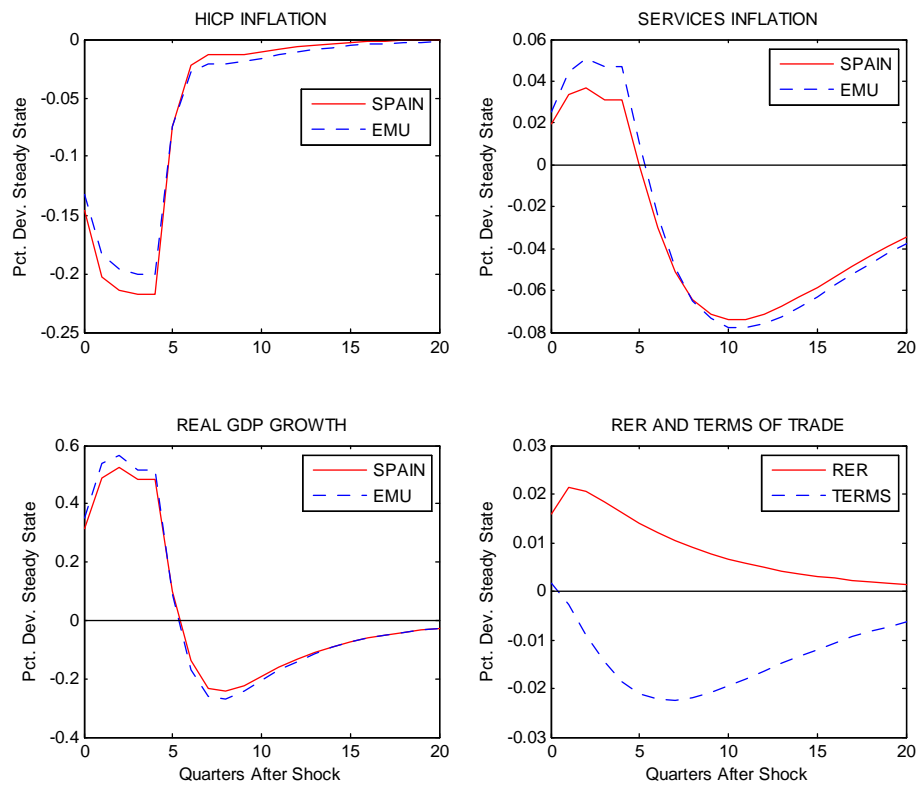 HICP INFLATION
Pct. Dev. Steady State
0
-0.05
-0.1
-0.15
-0.2
-0.25
0
5
10
15
20
SPAIN
EMU
SERVICES INFLATION
Pct. Dev. Steady State
0.06
0.04
0.02
0
-0.02
-0.04
-0.06
-0.08
0
5
10
15
20
SPAIN
EMU
REAL GDP GROWTH
Pct. Dev. Steady State
0.6
0.4
0.2
0
-0.2
-0.4
0
5
10
15
20
Quarters After Shock
SPAIN
EMU
RER AND TERMS OF TRADE
Pct. Dev. Steady State
0.03
0.02
0.01
0
-0.01
-0.02
-0.03
0
5
10
15
20
Quarters After Shock
RER
TERMS